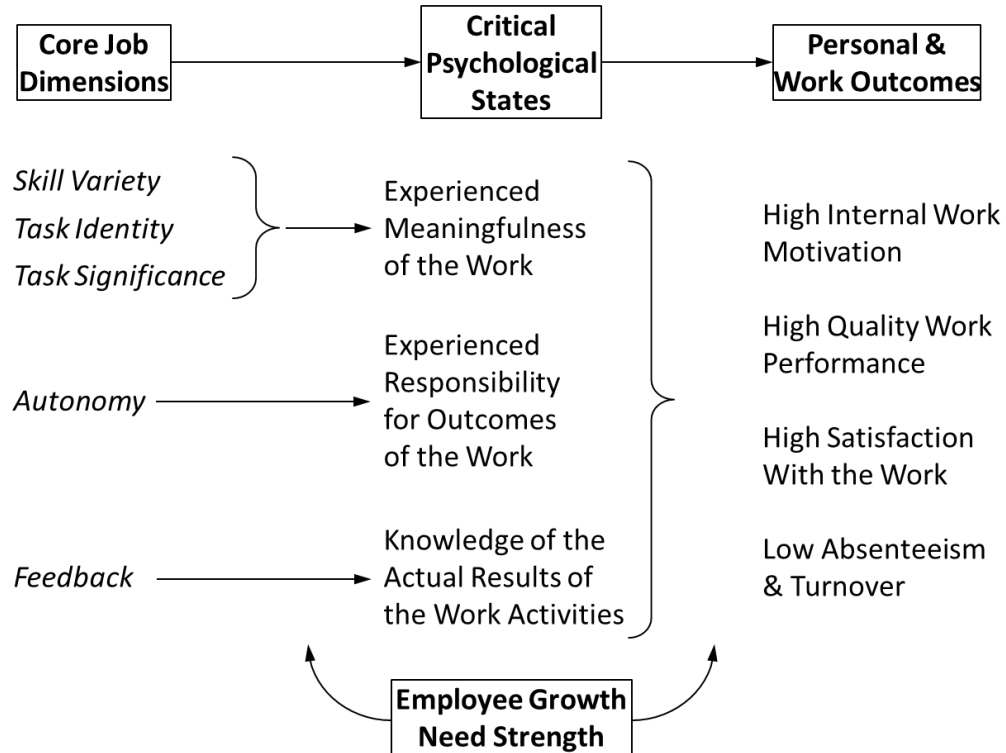 Core Job
Dimensions
Critical
Psychological
States
Personal &
Work Outcomes
Skill Variety
Task Identity
Task Significance
Experienced
Meaningfulness
of the Work
Autonomy
Experienced
Responsibility
for Outcomes
of the Work
Feedback
Knowledge of the
Actual Results of
the Work Activities
High Internal Work
Motivation
High Quality Work
Performance
High Satisfaction
With the Work
Low Absenteeism
& Turnover
Employee Growth
Need Strength